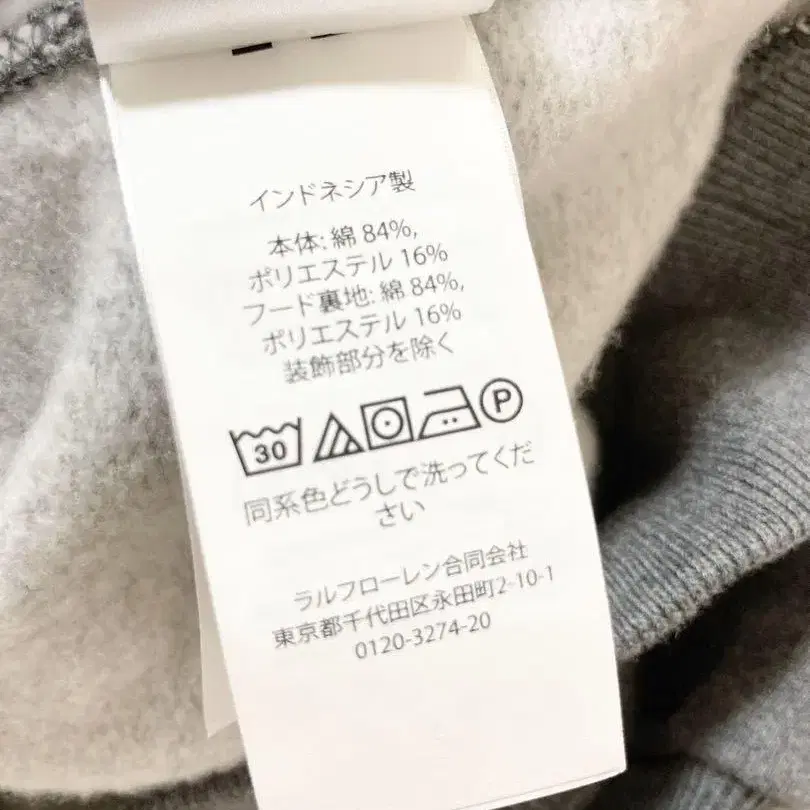 インドネシア製
本体: 綿 84%,
ポリエステル 16%
フード裏地: 綿 84%,
ポリエステル 16%
装飾部分を除く
30 P
同系色どうしで洗ってくだ
さい
ラルフローレン合同会社
東京都千代田区永田町2-10-1
0120-3274-20